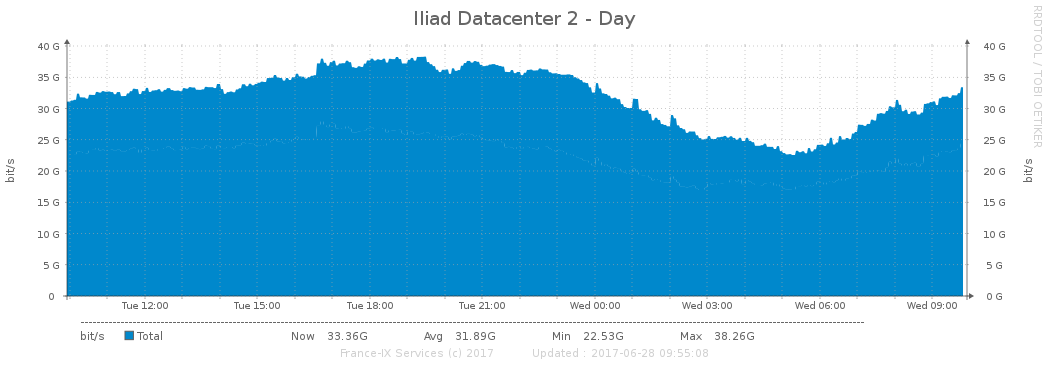 Iliad Datacenter 2 - Day
RRDTOOL / TOBI OETIKER
bit/s
40 G 40 G
35 G 35 G
30 G 30 G
25 G 25 G
20 G 20 G
15 G 15 G
10 G 10 G
5 G 5 G
0 0 G
bit/s
Tue 12:00 Tue 15:00 Tue 18:00 Tue 21:00 Wed 00:00 Wed 03:00 Wed 06:00 Wed 09:00
bit/s Total Now 33.36G Avg 31.89G Min 22.53G Max 38.26G
France-IX Services (c) 2017 Updated : 2017-06-28 09:55:08